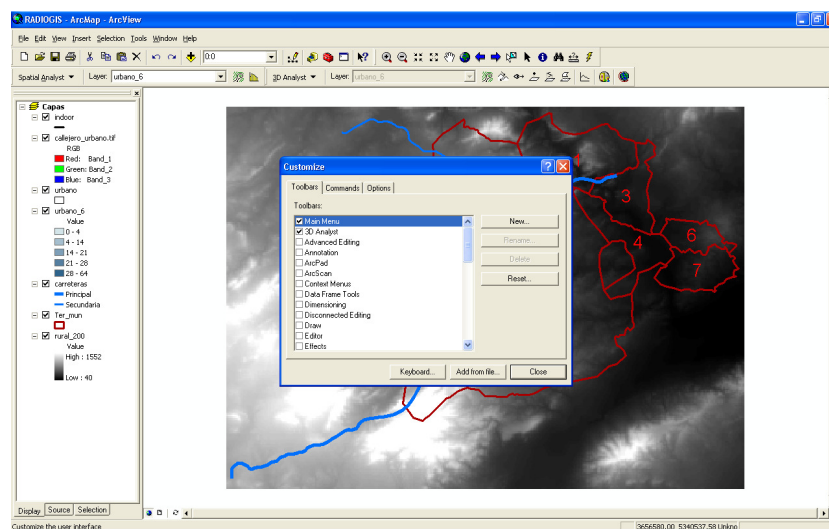 RADIOGIS - ArcMap - ArcView
File Edit View Insert Selection Tools Window Help
0:0
Spatial Analyst Layer: urbano_6 3D Analyst Layer: urbano_6
Capas
indoor
callejero_urbano.tif
RGB
Red: Band_1
Green: Band_2
Blue: Band_3
urbano
urbano_6
Value
0 - 4
4 - 14
14 - 21
21 - 28
28 - 64
carreteras
Principal
Secundaria
Ter_mun
rural_200
Value
High : 1552
Low : 40
Display Source Selection
Customize the user interface
3656580,00 5340537,58 Unkno
3
4
6
7
Customize
Toolbars Commands Options
Toolbars:
Main Menu
3D Analyst
Advanced Editing
Annotation
ArcPad
ArcScan
Context Menus
Data Frame Tools
Dimensioning
Disconnected Editing
Draw
Editor
Effects
New...
Rename...
Delete
Reset...
Keyboard... Add from file... Close